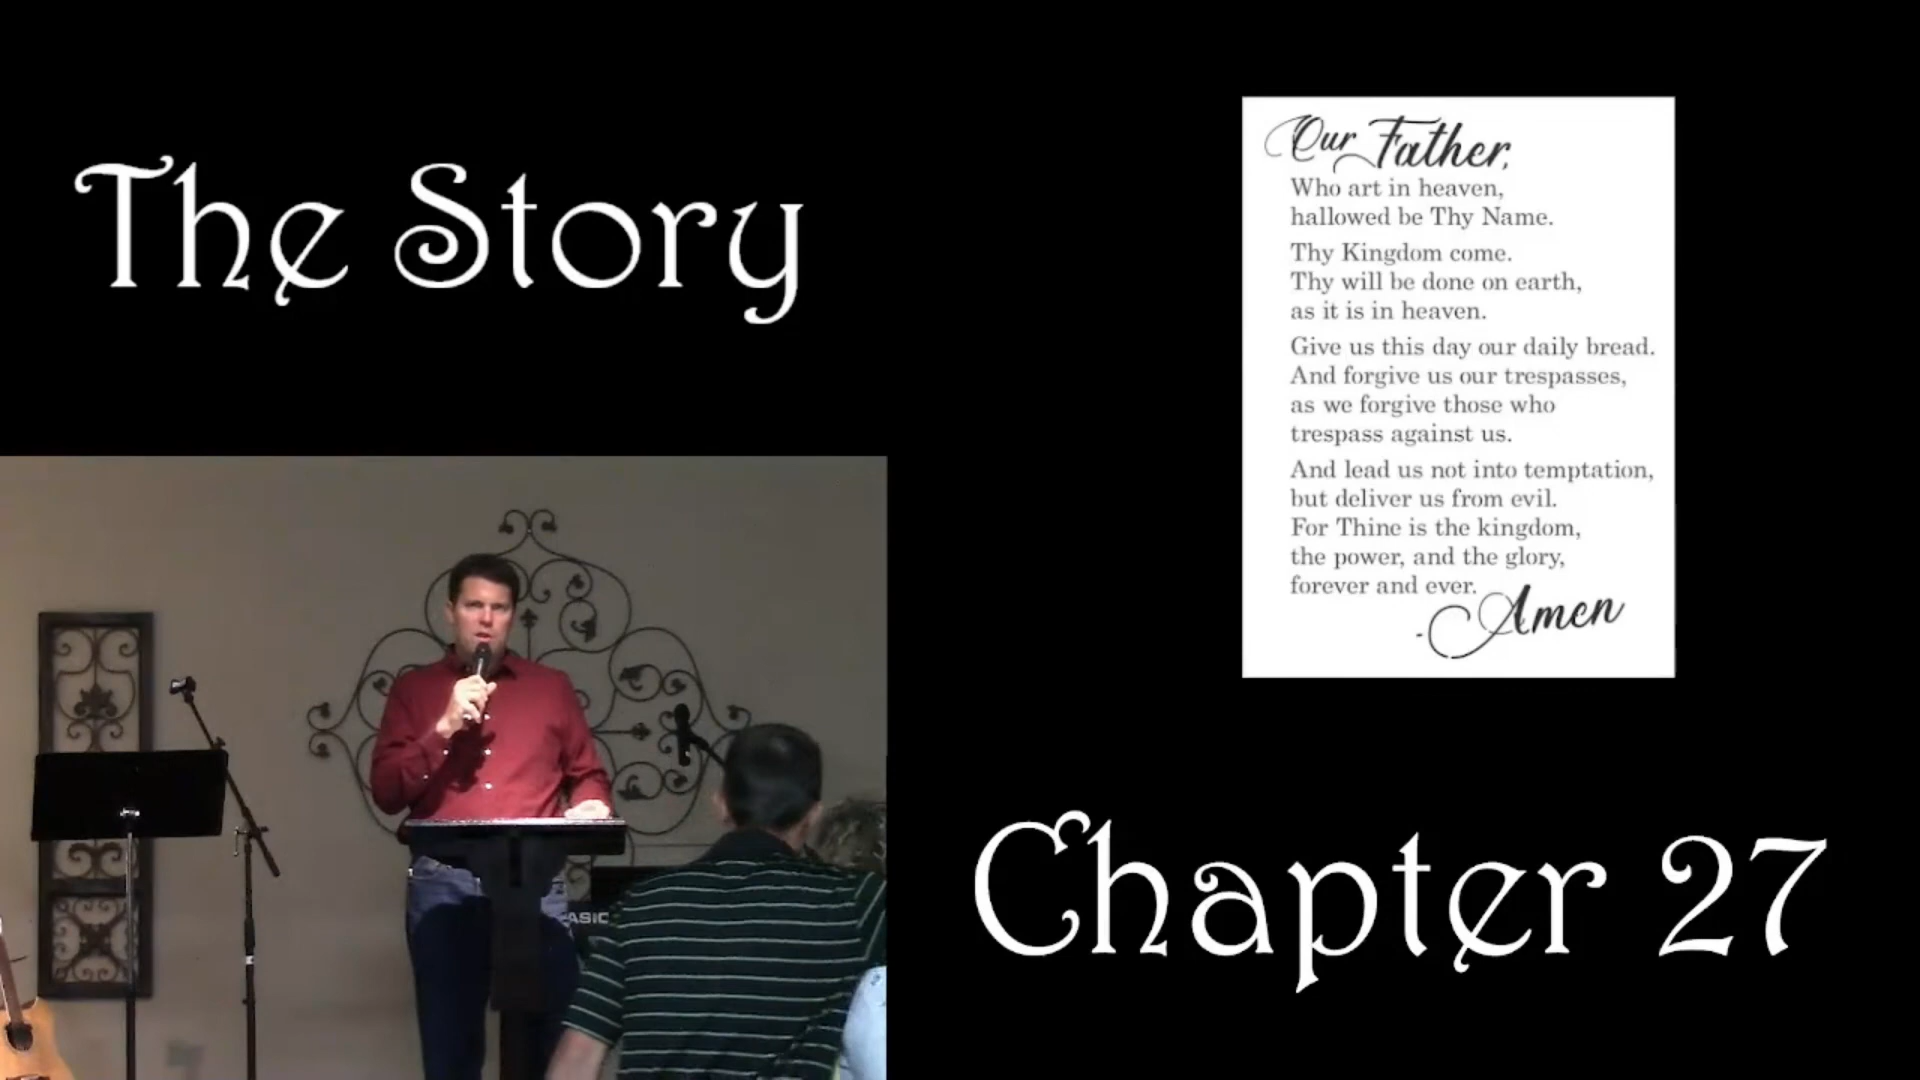 The Story
Our Father,
Who art in heaven,
hallowed be Thy Name.
Thy Kingdom come.
Thy will be done on earth,
as it is in heaven.
Give us this day our daily bread.
And forgive us our trespasses,
as we forgive those who
trespass against us.
And lead us not into temptation,
but deliver us from evil.
For Thine is the kingdom,
the power, and the glory,
forever and ever.
- Amen
ASIC
Chapter 27